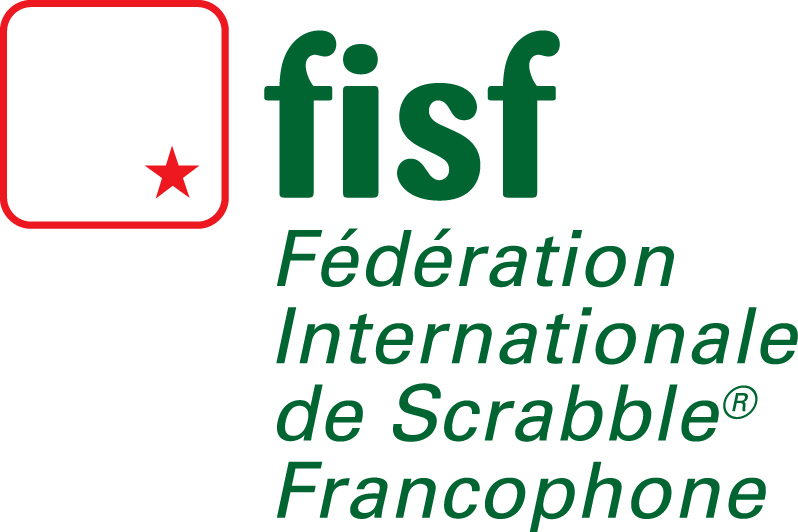 fisf
Fédération
Internationale
de Scrabble®
Francophone